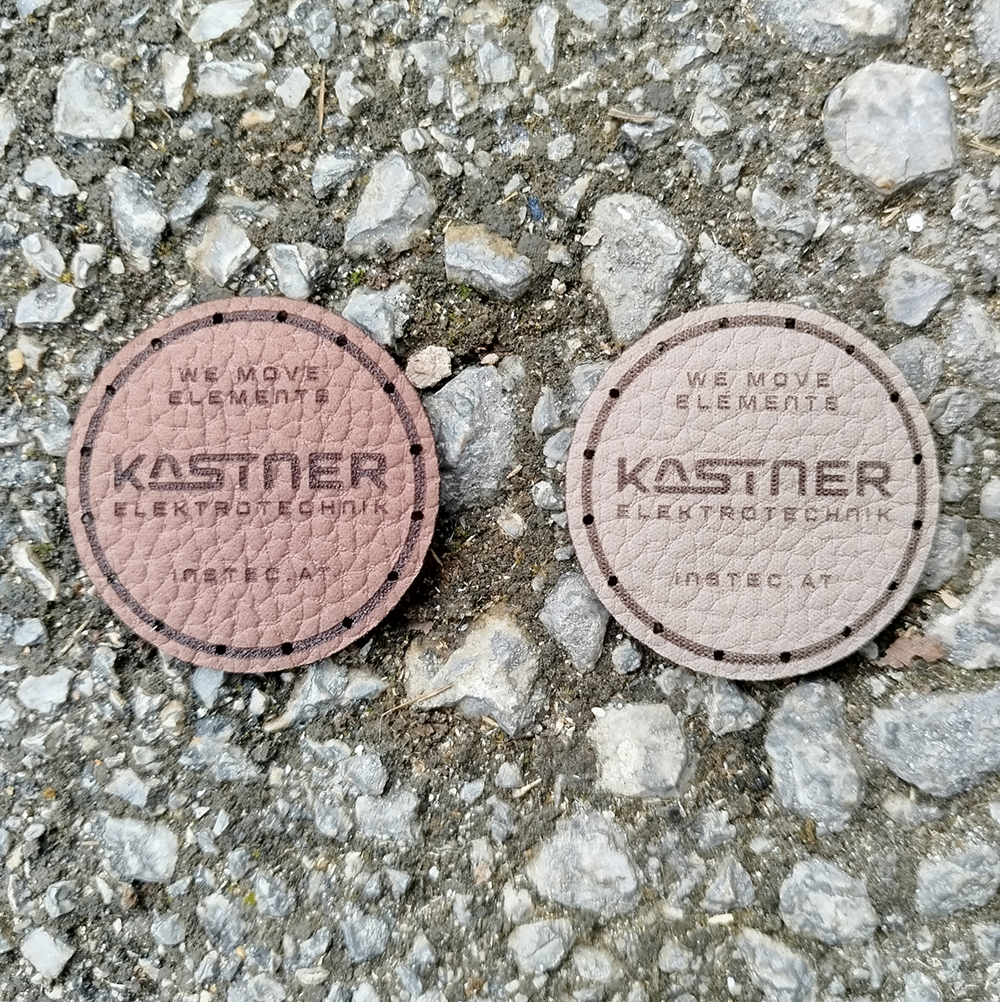 WE MOVE
ELEMENTS
KASTNER
ELEKTROTECHNIK
INSTEC.AT
WE MOVE
ELEMENTS
KASTNER
ELEKTROTECHNIK
INSTEC.AT